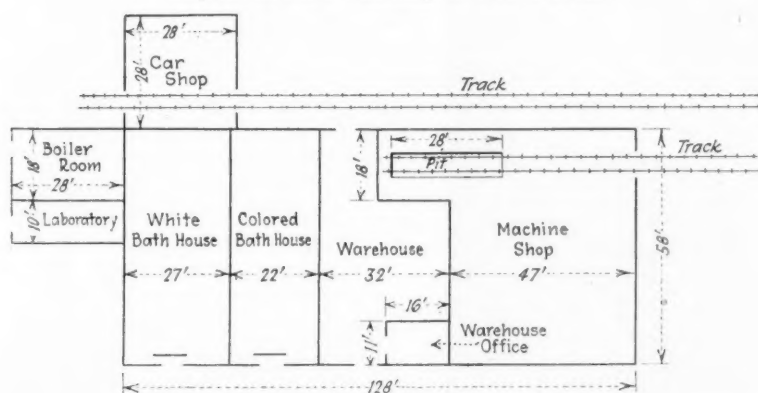 28'
28'
Car
Shop
Track
Boiler
Room
18'
28'
28'
Pit
Track
18'
10'
Laboratory
White
Bath House
Colored
Bath House
Warehouse
Machine
Shop
58'
27'
22'
32'
47'
16'
11'
Warehouse
Office
128'